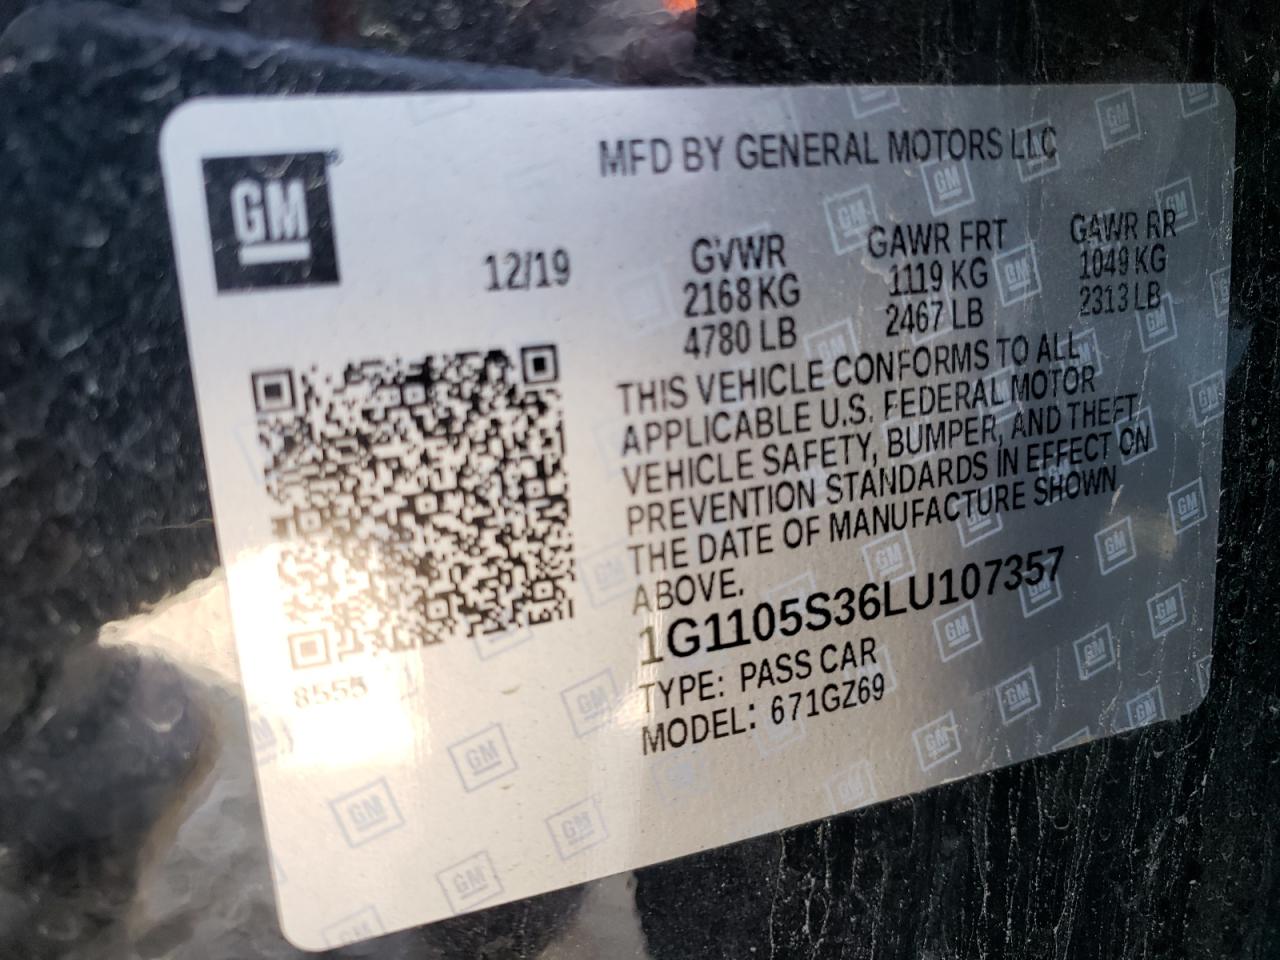 GM
MFD BY GENERAL MOTORS LLC
12/19
GVWR
2168 KG
4780 LB
GAWR FRT
1119 KG
2467 LB
GAWR RR
1049 KG
2313 LB
THIS VEHICLE CONFORMS TO ALL
APPLICABLE U.S. FEDERAL MOTOR
VEHICLE SAFETY, BUMPER, AND THEFT
PREVENTION STANDARDS IN EFFECT ON
THE DATE OF MANUFACTURE SHOWN
ABOVE.
1G1105S36LU107357
TYPE: PASS CAR
MODEL: 671GZ69
8555